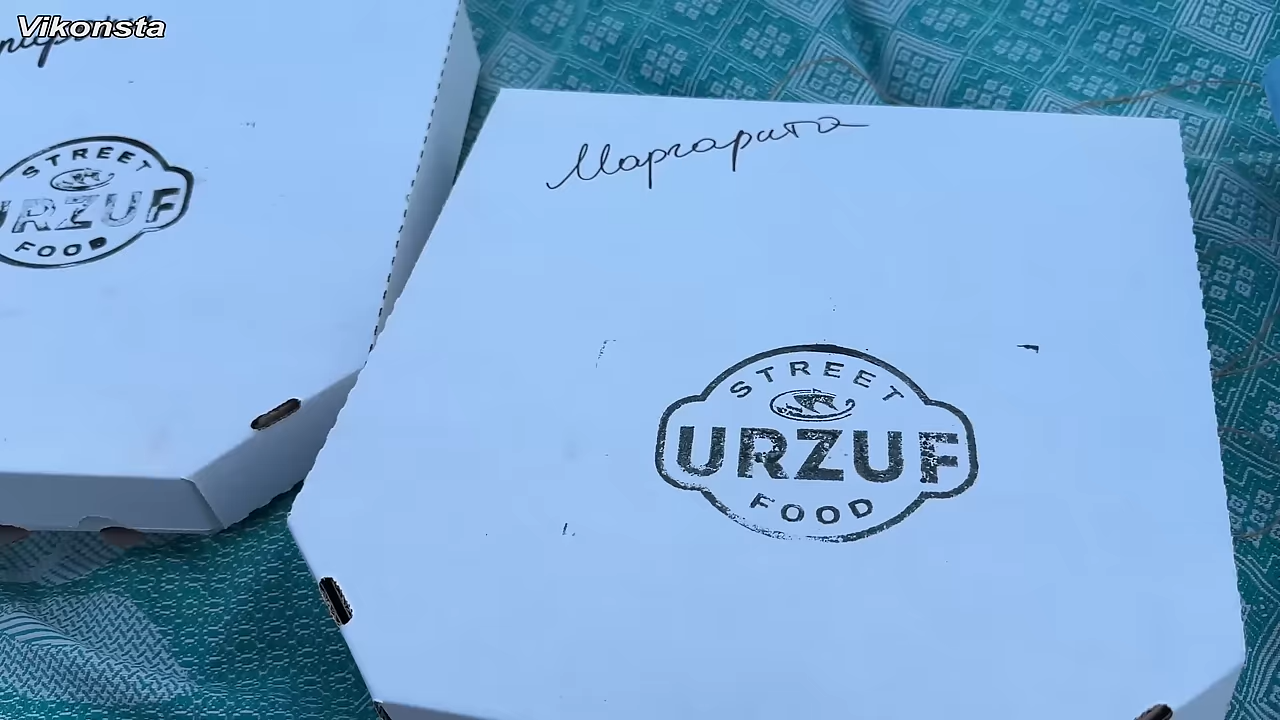 Vikonsta
STREET
URZUF
FOOD
Маргарита
STREET
URZUF
FOOD